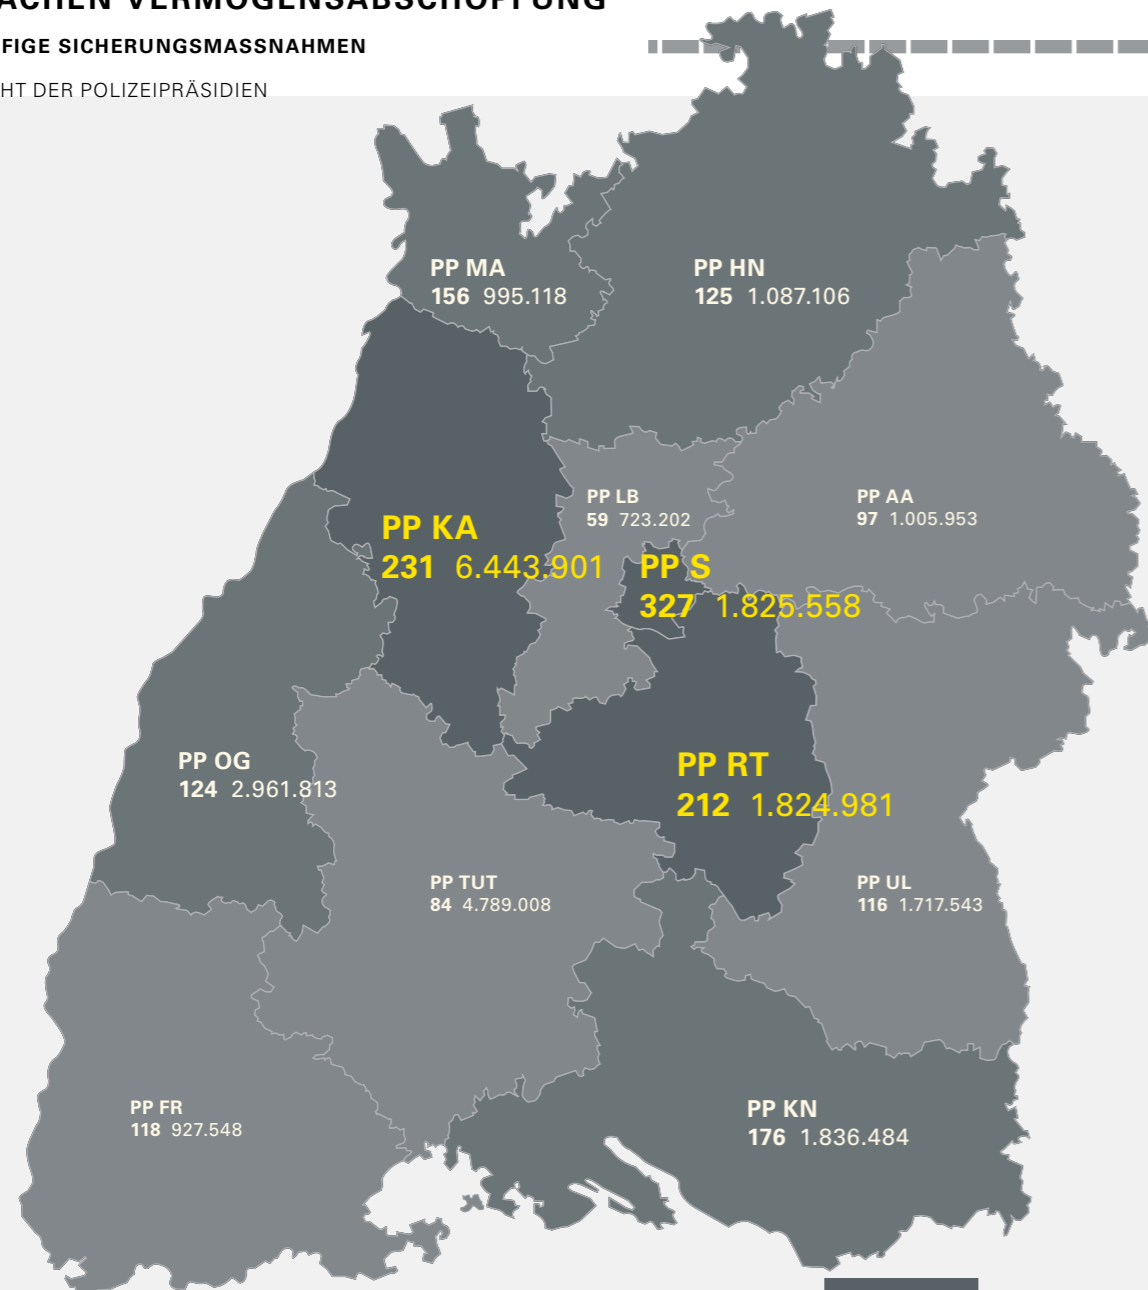 VERMÖGENSABSCHÖPFUNG
SICHERUNGSMASSNAHMEN
DER POLIZEIPRÄSIDIEN
PP MA
156 995.118
PP HN
125 1.087.106
PP LB
59 723.202
PP AA
97 1.005.953
PP KA
231 6.443.901
PP S
327 1.825.558
PP OG
124 2.961.813
PP RT
212 1.824.981
PP TUT
84 4.789.008
PP UL
116 1.717.543
PP FR
118 927.548
PP KN
176 1.836.484